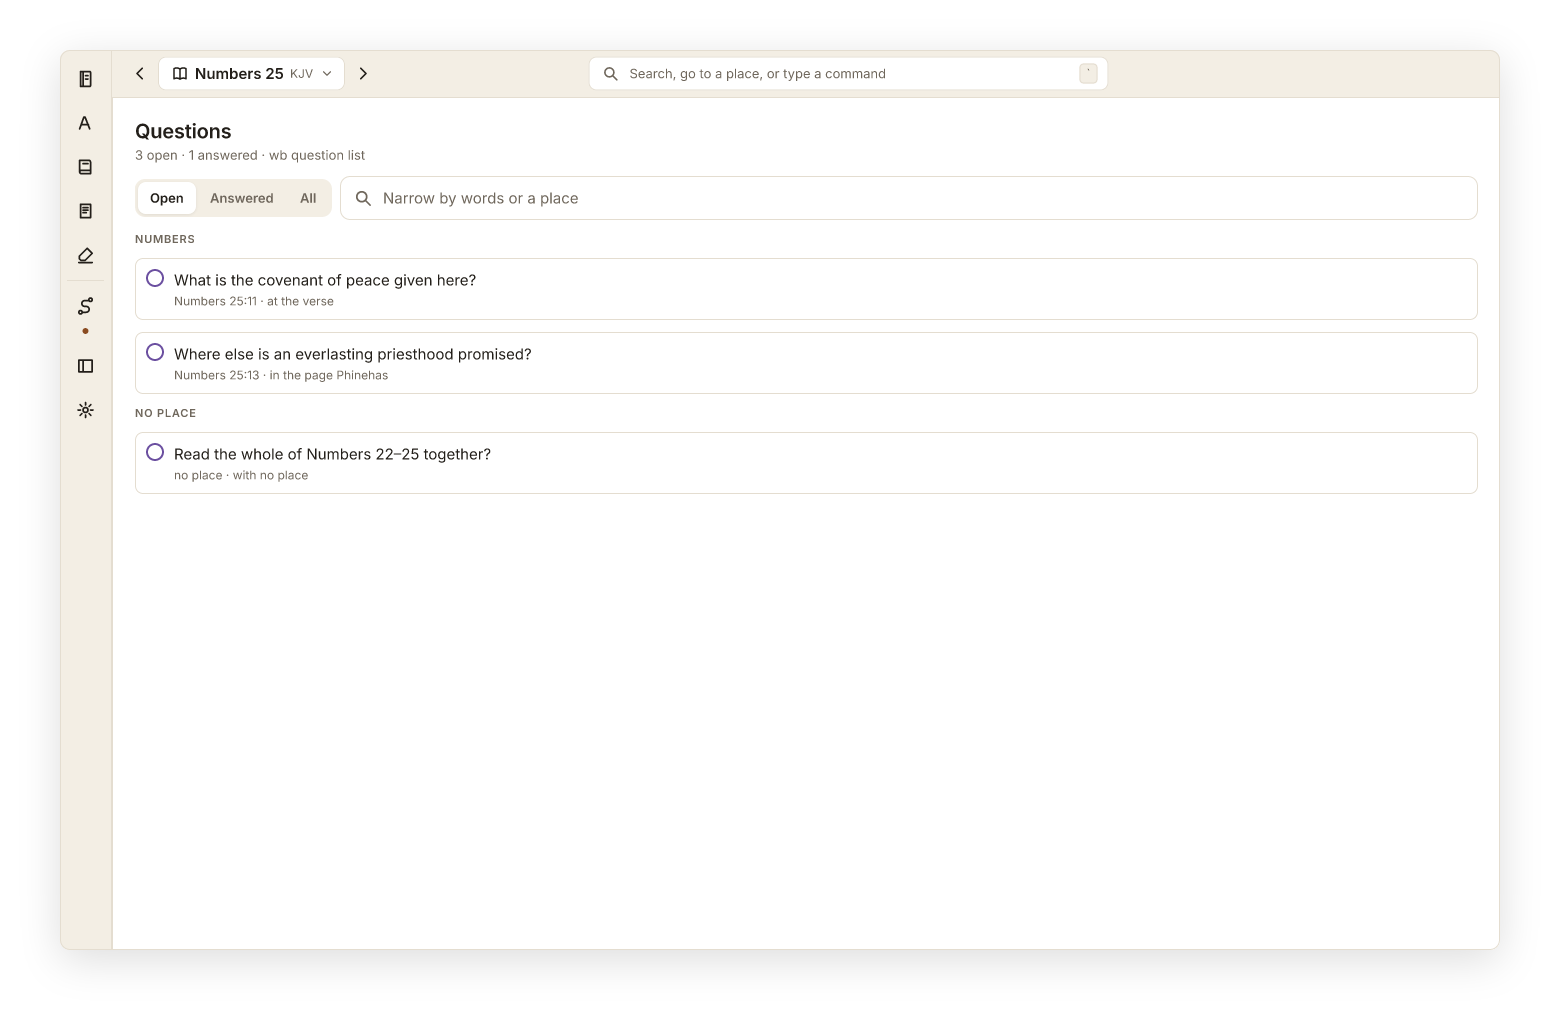 Numbers 25 KJV
Search, go to a place, or type a command
Questions
3 open · 1 answered · wb question list
Open Answered All
Narrow by words or a place
NUMBERS
What is the covenant of peace given here?
Numbers 25:11 · at the verse
Where else is an everlasting priesthood promised?
Numbers 25:13 · in the page Phinehas
NO PLACE
Read the whole of Numbers 22–25 together?
no place · with no place